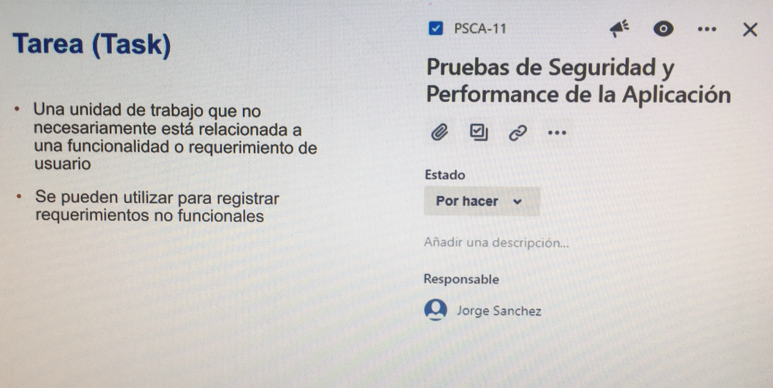 Tarea (Task)
• Una unidad de trabajo que no
necesariamente está relacionada a
una funcionalidad o requerimiento de
usuario
• Se pueden utilizar para registrar
requerimientos no funcionales
PSCA-11
Pruebas de Seguridad y
Performance de la Aplicación
Estado
Por hacer
Añadir una descripción...
Responsable
Jorge Sanchez